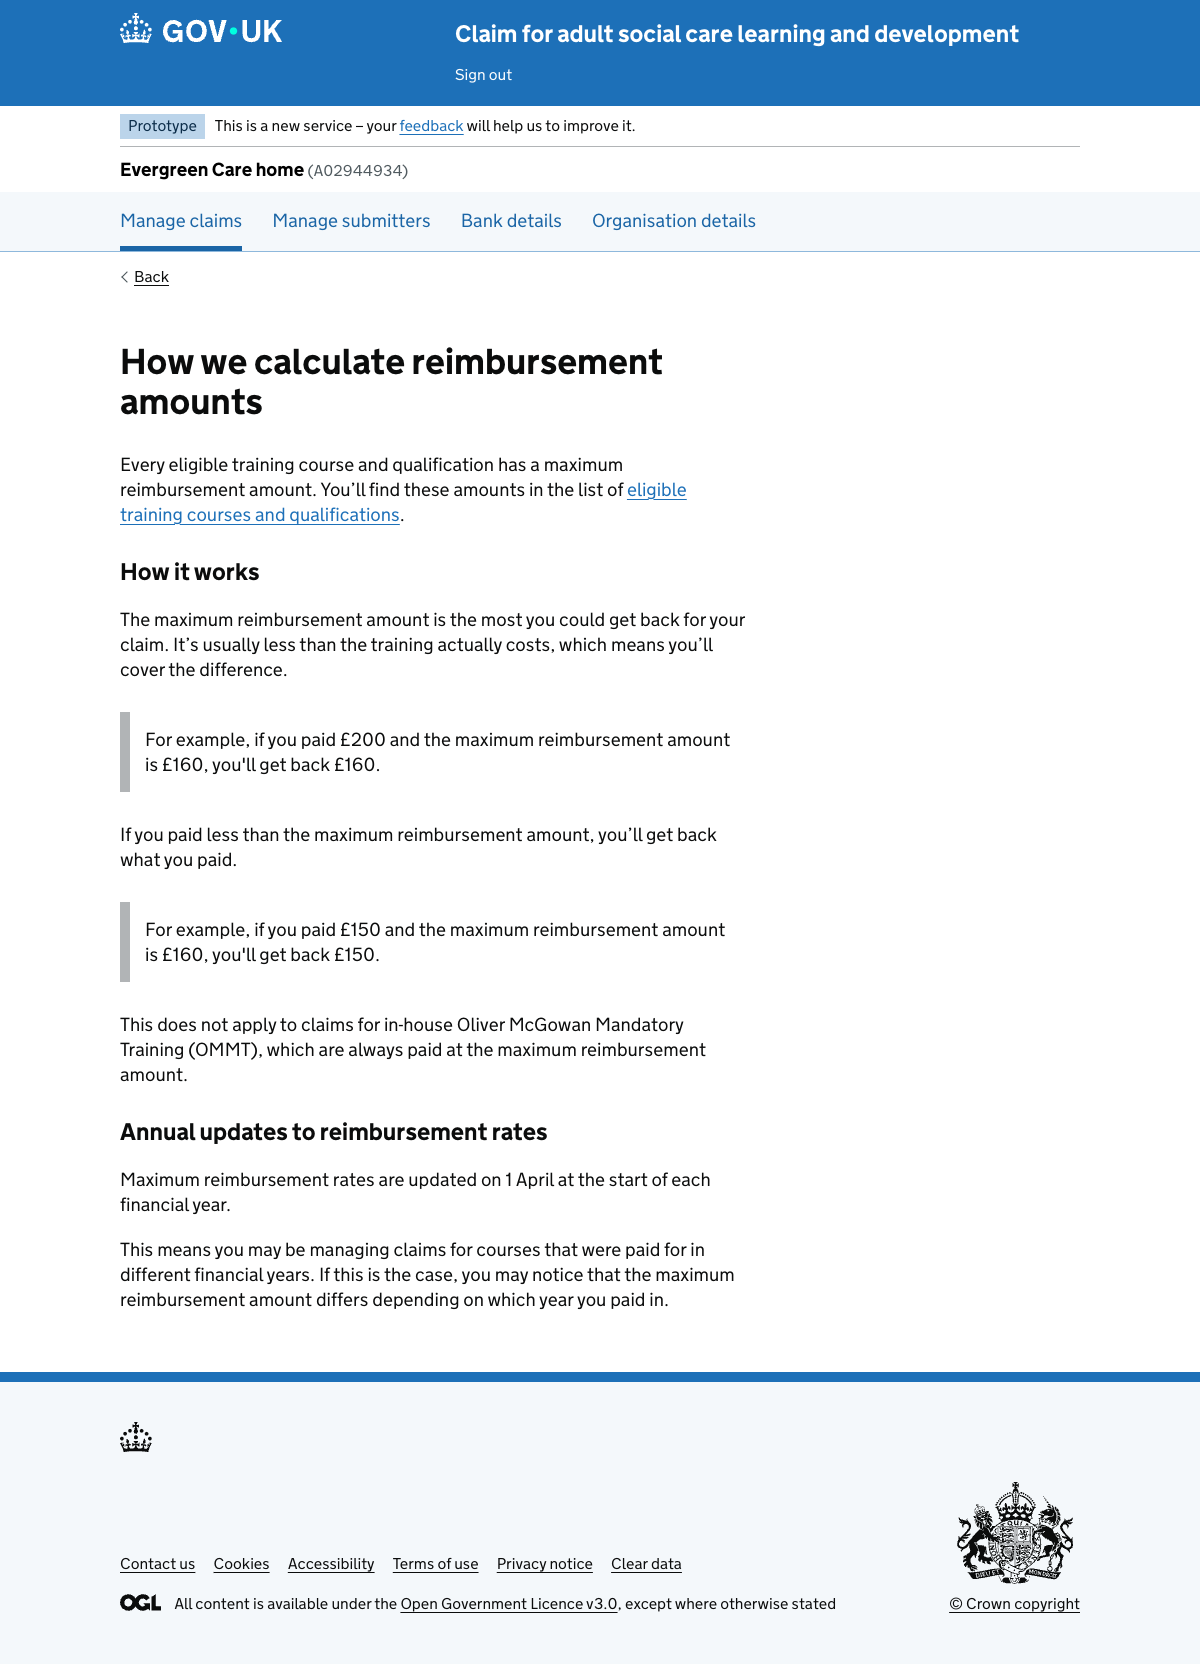 GOV·UK
Claim for adult social care learning and development
Sign out
Prototype This is a new service – your feedback will help us to improve it.
Evergreen Care home (A02944934)
Manage claims Manage submitters Bank details Organisation details
Back
How we calculate reimbursement
amounts
Every eligible training course and qualification has a maximum
reimbursement amount. You’ll find these amounts in the list of eligible
training courses and qualifications.
How it works
The maximum reimbursement amount is the most you could get back for your
claim. It’s usually less than the training actually costs, which means you’ll
cover the difference.
For example, if you paid £200 and the maximum reimbursement amount
is £160, you'll get back £160.
If you paid less than the maximum reimbursement amount, you’ll get back
what you paid.
For example, if you paid £150 and the maximum reimbursement amount
is £160, you'll get back £150.
This does not apply to claims for in-house Oliver McGowan Mandatory
Training (OMMT), which are always paid at the maximum reimbursement
amount.
Annual updates to reimbursement rates
Maximum reimbursement rates are updated on 1 April at the start of each
financial year.
This means you may be managing claims for courses that were paid for in
different financial years. If this is the case, you may notice that the maximum
reimbursement amount differs depending on which year you paid in.
Contact us Cookies Accessibility Terms of use Privacy notice Clear data
OGL All content is available under the Open Government Licence v3.0, except where otherwise stated
© Crown copyright